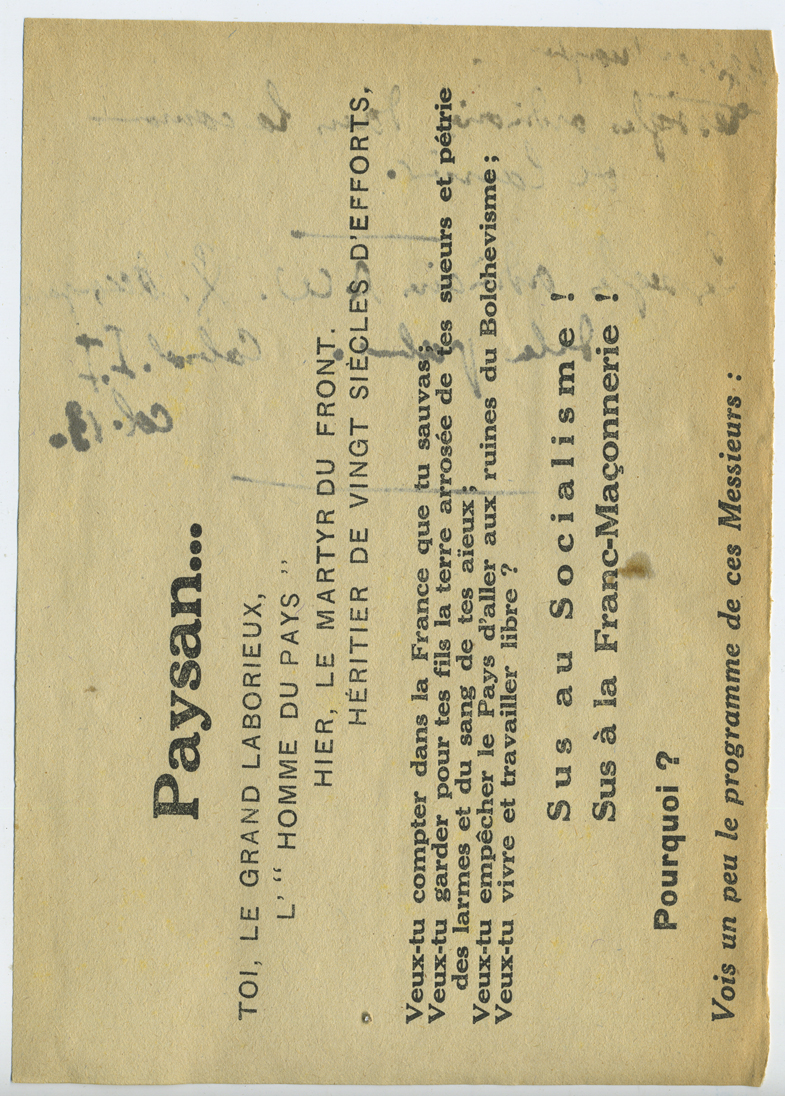 Paysan...
TOI, LE GRAND LABORIEUX,
L' “ HOMME DU PAYS ”
HIER, LE MARTYR DU FRONT.
HÉRITIER DE VINGT SIÈCLES D'EFFORTS,
Veux-tu compter dans la France que tu sauvas ;
Veux-tu garder pour tes fils la terre arrosée de tes sueurs et pétrie
des larmes et du sang de tes aïeux ;
Veux-tu empêcher le Pays d'aller aux ruines du Bolchevisme ;
Veux-tu vivre et travailler libre ?
Sus au Socialisme !
Sus à la Franc-Maçonnerie !
Pourquoi ?
Vois un peu le programme de ces Messieurs :